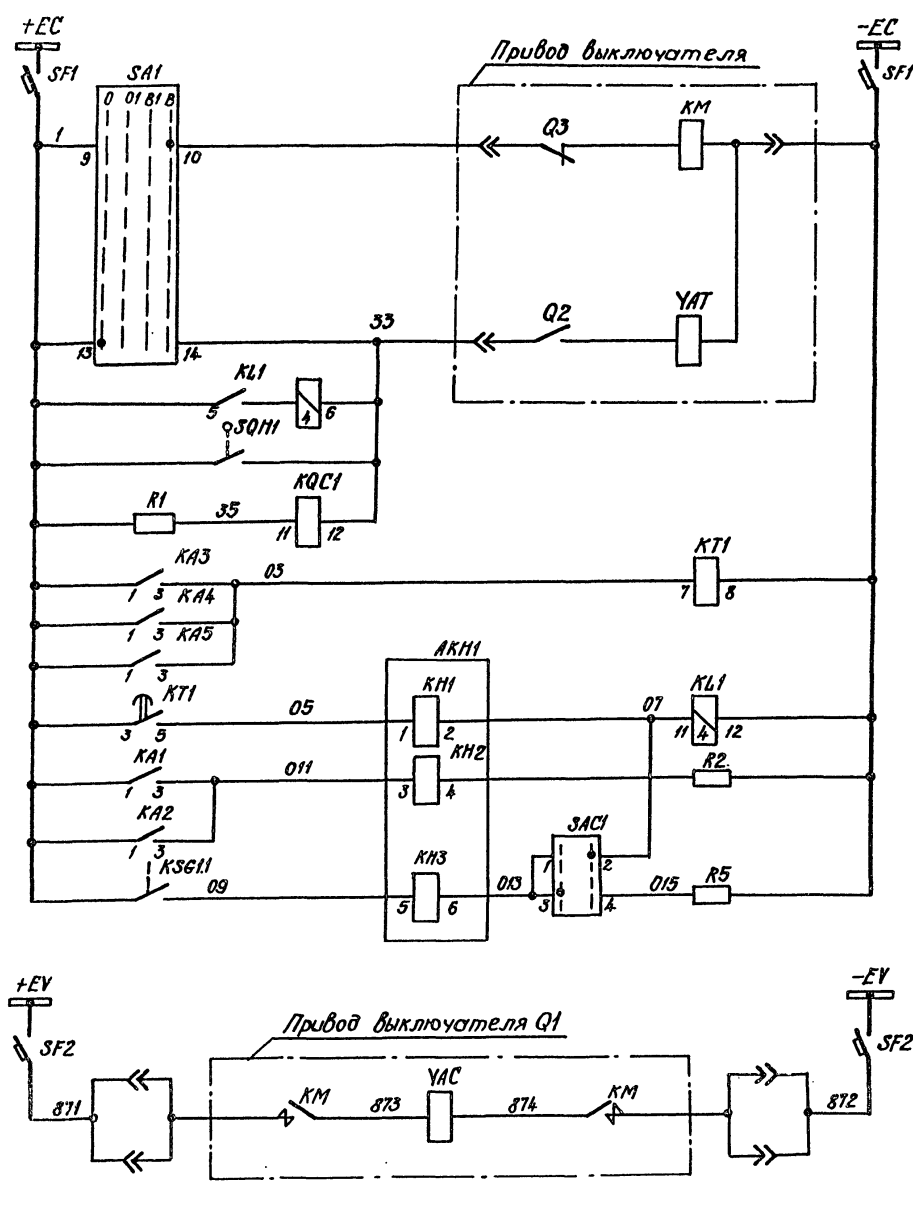 +EC
-EC
SF1
SA1
Привод выключателя
SF1
0 01 B1 B
KM
1
Q3
9
10
33
Q2
YAT
13
14
KL1
5
4
6
SQH1
R1
35
KQC1
11
12
KA3
03
KT1
1
3
KA4
7
8
1
3
KA5
1
3
AKH1
KT1
05
KH1
07
KL1
3
5
1
2
11
4
12
KA1
011
KH2
R2
1
3
3
4
KA2
SAC1
1
3
1
2
KSG1.1
09
KH3
013
015
R5
5
6
3
4
+EV
-EV
Привод выключателя Q1
SF2
SF2
KM
YAC
KM
871
873
874
872